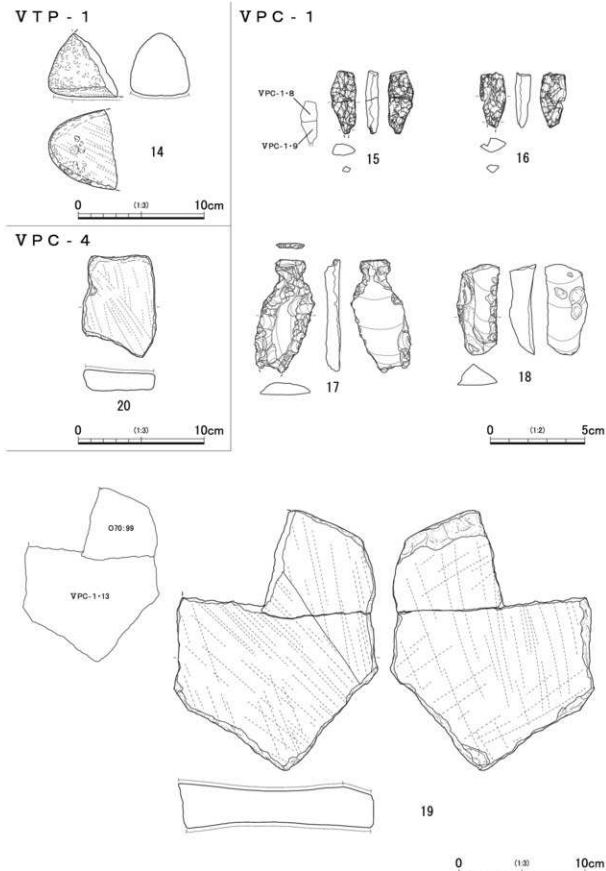 ⅤTP-1
14
0 (1:3) 10cm
ⅤPC-4
20
0 (1:3) 10cm
ⅤPC-1
ⅤPC-1・8
ⅤPC-1・9
15
16
17
18
0 (1:2) 5cm
O70:99
ⅤPC-1・13
19
0 (1:3) 10cm